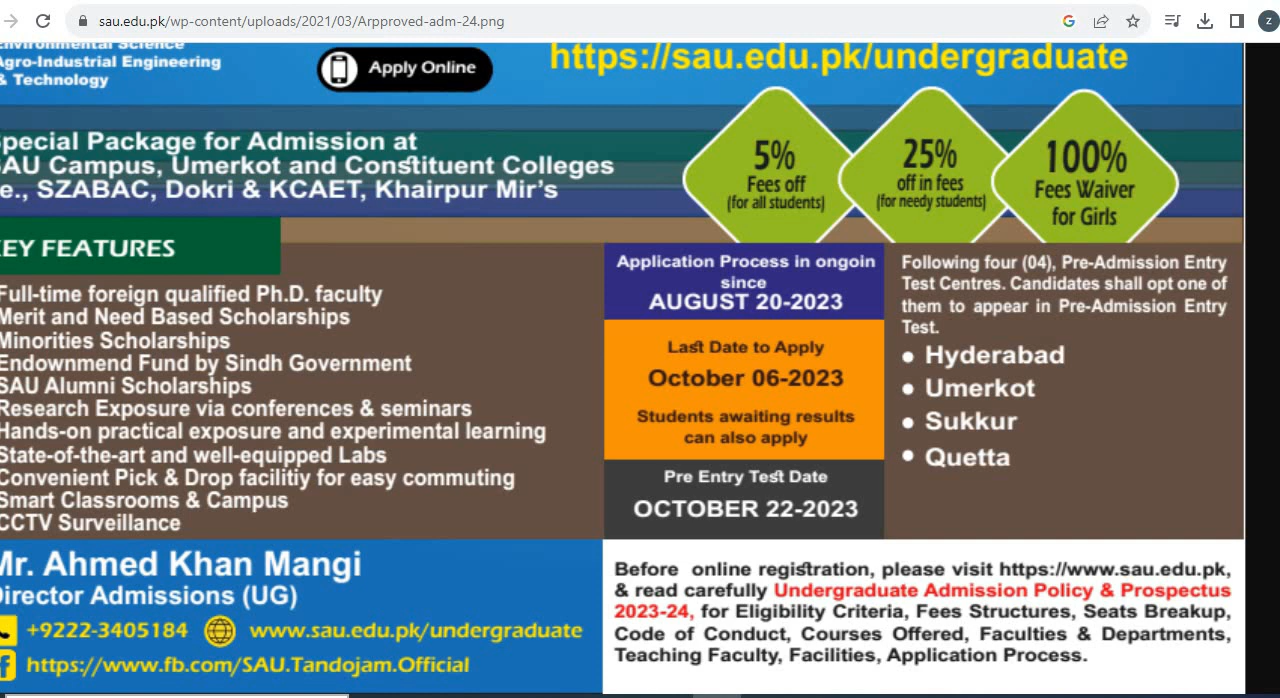 sau.edu.pk/wp-content/uploads/2021/03/Arpproved-adm-24.png
z
Environmental Science
Agro-Industrial Engineering
& Technology
Apply Online
https://sau.edu.pk/undergraduate
pecial Package for Admission at
AU Campus, Umerkot and Constituent Colleges
e., SZABAC, Dokri & KCAET, Khairpur Mir's
5%
Fees off
(for all students)
25%
off in fees
(for needy students)
100%
Fees Waiver
for Girls
KEY FEATURES
Full-time foreign qualified Ph.D. faculty
Merit and Need Based Scholarships
Minorities Scholarships
Endownmend Fund by Sindh Government
SAU Alumni Scholarships
Research Exposure via conferences & seminars
Hands-on practical exposure and experimental learning
State-of-the-art and well-equipped Labs
Convenient Pick & Drop facilitiy for easy commuting
Smart Classrooms & Campus
CCTV Surveillance
Application Process in ongoin
since
AUGUST 20-2023
Last Date to Apply
October 06-2023
Students awaiting results
can also apply
Pre Entry Test Date
OCTOBER 22-2023
Following four (04), Pre-Admission Entry
Test Centres. Candidates shall opt one of
them to appear in Pre-Admission Entry
Test.
• Hyderabad
• Umerkot
• Sukkur
• Quetta
Mr. Ahmed Khan Mangi
Director Admissions (UG)
+9222-3405184 www.sau.edu.pk/undergraduate
https://www.fb.com/SAU.Tandojam.Official
Before online registration, please visit https://www.sau.edu.pk,
& read carefully Undergraduate Admission Policy & Prospectus
2023-24, for Eligibility Criteria, Fees Structures, Seats Breakup,
Code of Conduct, Courses Offered, Faculties & Departments,
Teaching Faculty, Facilities, Application Process.